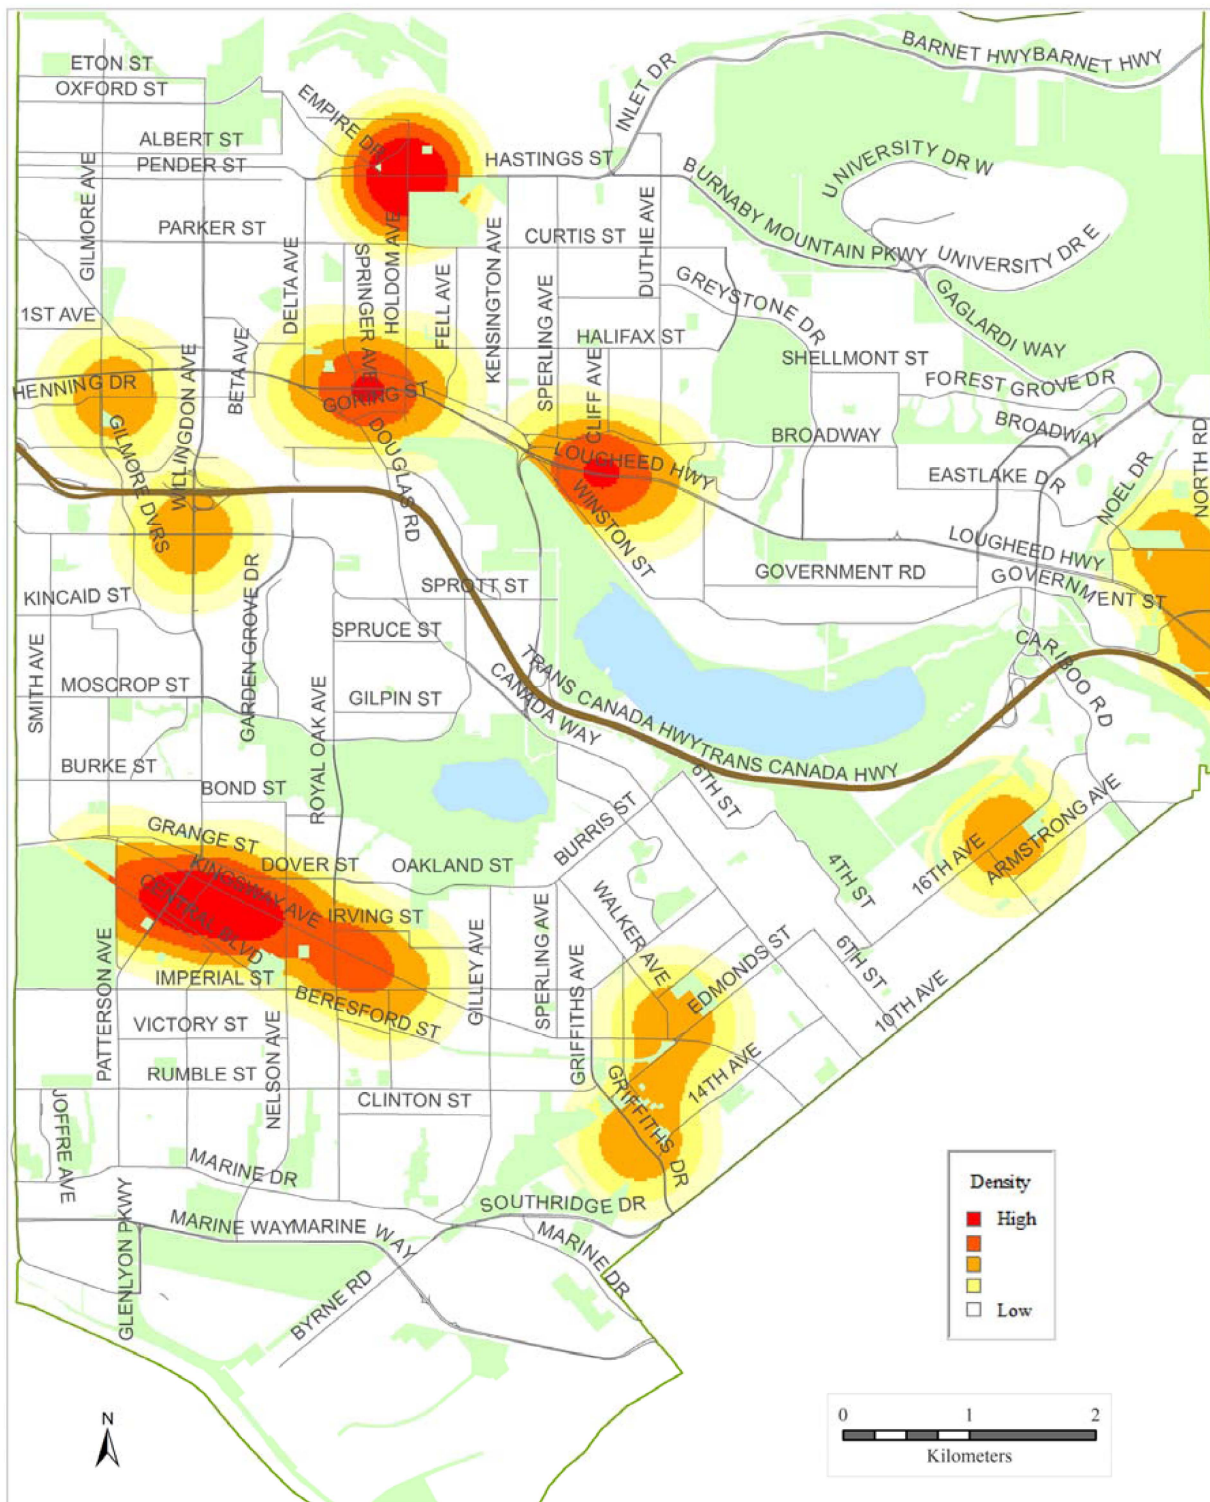 ETON ST
OXFORD ST
BARNET HWY
BARNET HWY
INLET DR
EMPIRE DR
ALBERT ST
PENDER ST
HASTINGS ST
UNIVERSITY DR W
GILMORE AVE
BURNABY MOUNTAIN PKWY
PARKER ST
CURTIS ST
DUTHIE AVE
UNIVERSITY DR E
DELTA AVE
SPRINGER AVE
HOLDOM AVE
FELL AVE
KENSINGTON AVE
SPERLING AVE
GREYSTONE DR
GAGLARDI WAY
1ST AVE
HALIFAX ST
SHELLMONT ST
HENNING DR
WILLINGDON AVE
BETA AVE
GORING ST
CLIFF AVE
FOREST GROVE DR
BROADWAY
BROADWAY
NORTH RD
DOUGLAS RD
LOUGHEED HWY
EASTLAKE DR
NOEL DR
GILMORE DVRS
WINSTON ST
LOUGHEED HWY
GOVERNMENT RD
GOVERNMENT ST
KINCAID ST
GARDEN GROVE DR
SPROTT ST
SPRUCE ST
CARIBOO RD
SMITH AVE
MOSCROP ST
ROYAL OAK AVE
GILPIN ST
CANADA WAY
TRANS CANADA HWY
TRANS CANADA HWY
BURKE ST
BOND ST
6TH ST
GRANGE ST
DOVER ST
OAKLAND ST
BURRIS ST
4TH ST
16TH AVE
ARMSTRONG AVE
KINGSWAY AVE
CENTRAL BLVD
IRVING ST
WALKER AVE
EDMONDS ST
6TH ST
10TH AVE
PATTERSON AVE
IMPERIAL ST
BERESFORD ST
GILLEY AVE
SPERLING AVE
GRIFFITHS AVE
VICTORY ST
NELSON AVE
RUMBLE ST
CLINTON ST
14TH AVE
GRIFFITHS DR
JOFFRE AVE
MARINE DR
SOUTHRIDGE DR
GLENLYON PKWY
MARINE WAY
MARINE WAY
MARINE DR
BYRNE RD
Density
High
Low
N
0 1 2
Kilometers